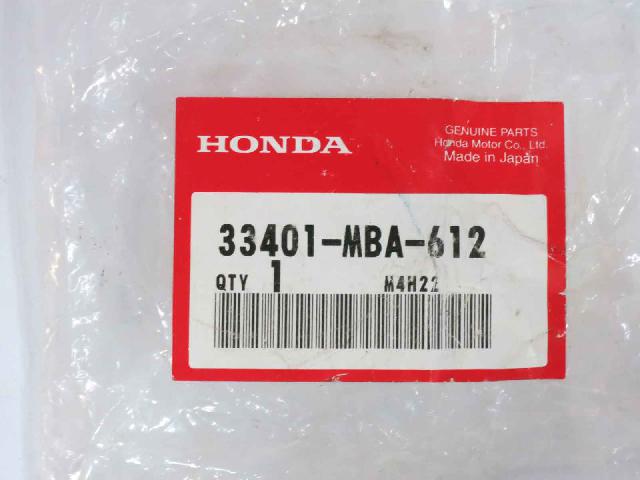 HONDA
GENUINE PARTS
Honda Motor Co., Ltd.
Made in Japan
33401-MBA-612
QTY 1 M4H22